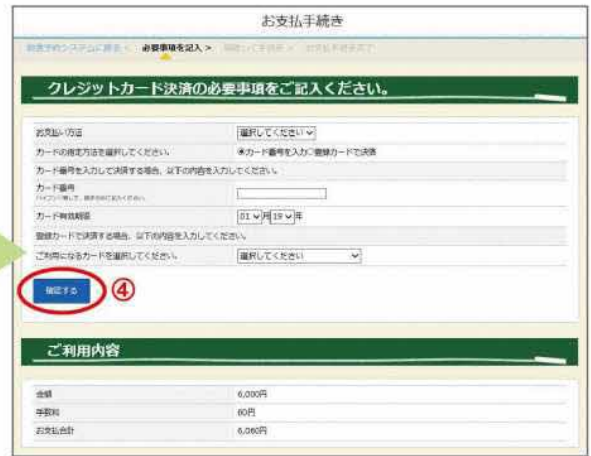 お支払手続き
必要事項を記入 >
クレジットカード決済の必要事項をご記入ください。
お支払い方法 選択してください
カードの指定方法を選択してください。 カード番号を入力 登録カードで決済
カード番号を入力して決済する場合、以下の内容を入力してください。
カード番号
カード有効期限 01 月 19 年
登録カードで決済する場合、以下の内容を入力してください。
ご利用になるカードを選択してください。 選択してください
確認する ④
ご利用内容
金額 6,000円
手数料 60円
お支払合計 6,060円